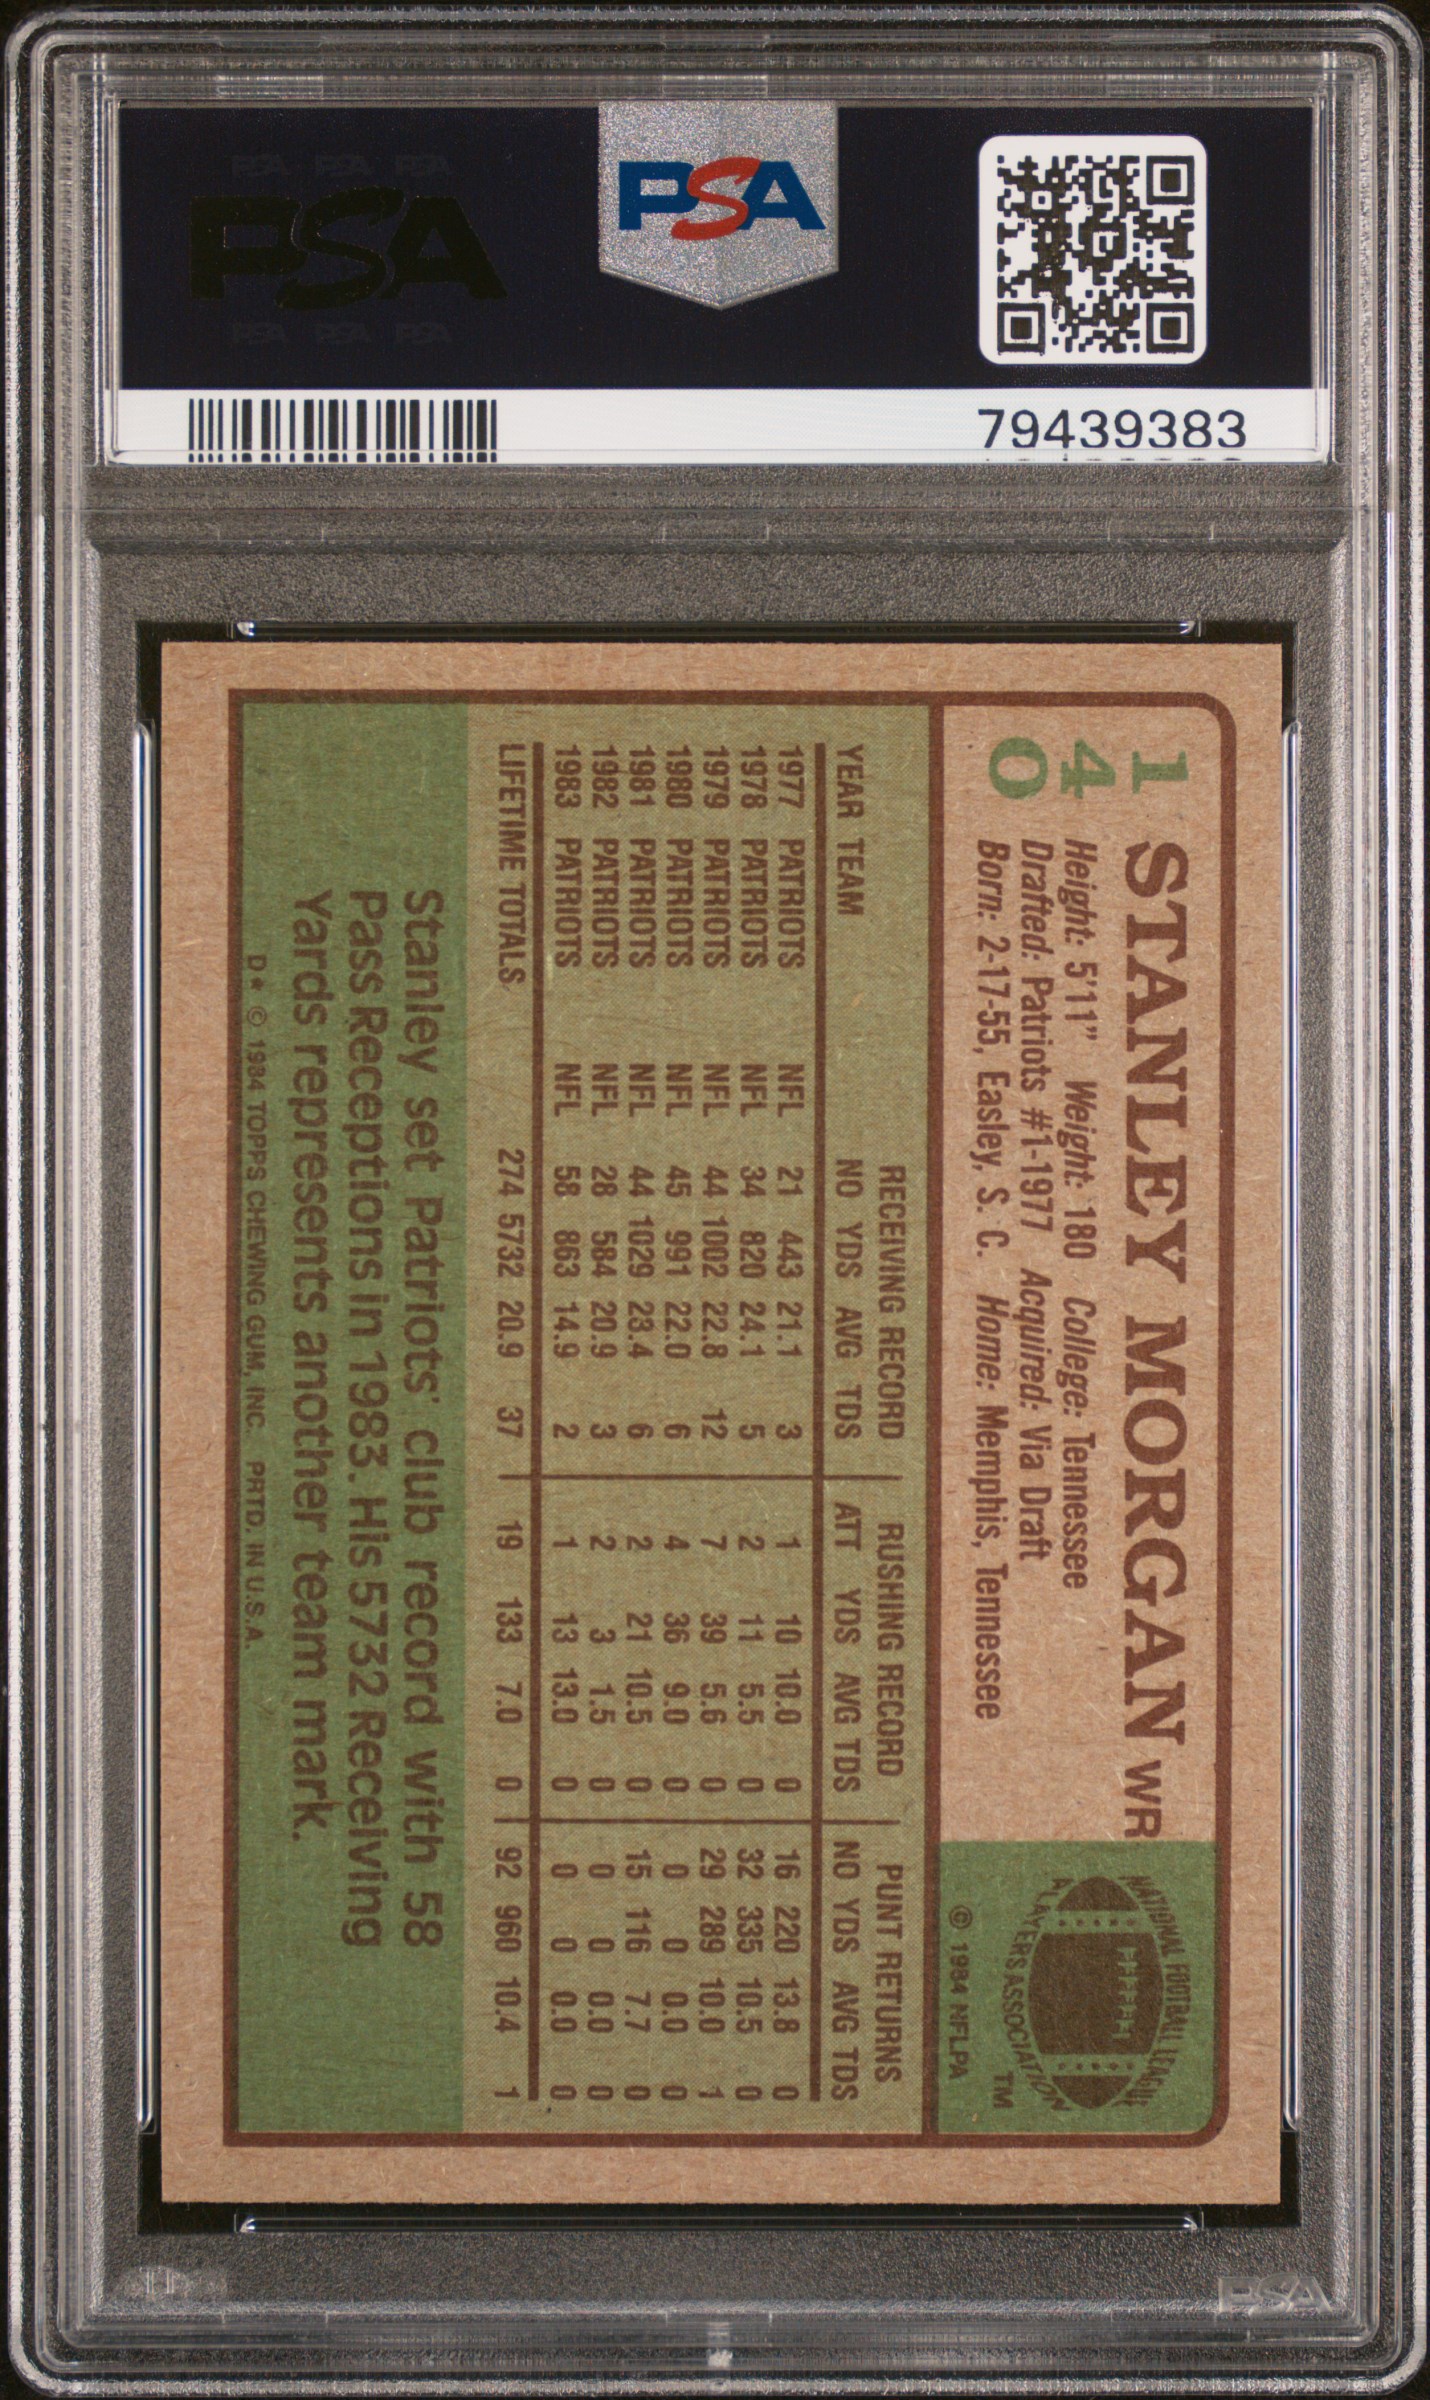 PSA
PSA PSA PSA
PSA
PSA PSA PSA
79439383
140
STANLEY MORGAN WR
Height: 5'11" Weight: 180 College: Tennessee
Drafted: Patriots #1-1977 Acquired: Via Draft
Born: 2-17-55, Easley, S. C. Home: Memphis, Tennessee
NATIONAL FOOTBALL LEAGUE
PLAYERS ASSOCIATION TM
© 1984 NFLPA
RECEIVING RECORD RUSHING RECORD PUNT RETURNS
YEAR TEAM NO YDS AVG TDS ATT YDS AVG TDS NO YDS AVG TDS
1977 PATRIOTS NFL 21 443 21.1 3 1 10 10.0 0 16 220 13.8 0
1978 PATRIOTS NFL 34 820 24.1 5 2 11 5.5 0 32 335 10.5 0
1979 PATRIOTS NFL 44 1002 22.8 12 7 39 5.6 0 29 289 10.0 1
1980 PATRIOTS NFL 45 991 22.0 6 4 36 9.0 0 0 0 0.0 0
1981 PATRIOTS NFL 44 1029 23.4 6 2 21 10.5 0 15 116 7.7 0
1982 PATRIOTS NFL 28 584 20.9 3 2 3 1.5 0 0 0 0.0 0
1983 PATRIOTS NFL 58 863 14.9 2 1 13 13.0 0 0 0 0.0 0
LIFETIME TOTALS 274 5732 20.9 37 19 133 7.0 0 92 960 10.4 1
Stanley set Patriots' club record with 58
Pass Receptions in 1983. His 5732 Receiving
Yards represents another team mark.
D* © 1984 TOPPS CHEWING GUM, INC. PRTD. IN U.S.A.
PSA